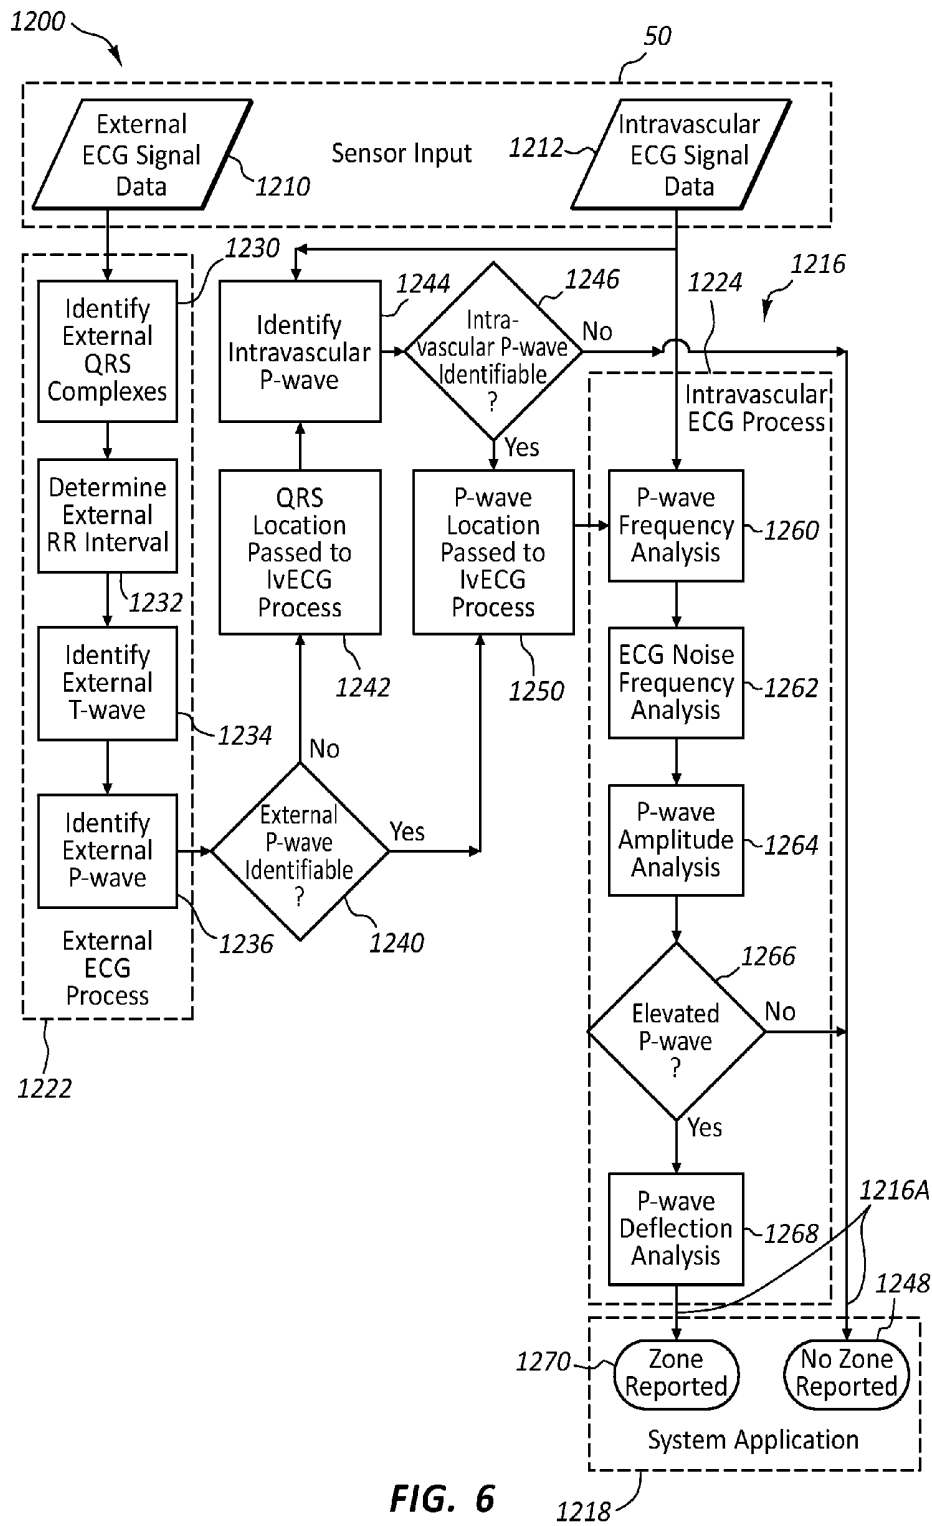 1200
50
External
ECG Signal
Data
1210
Sensor Input
1212
Intravascular
ECG Signal
Data
1230
1244
1246
1224
1216
Identify
External
QRS
Complexes
Identify
Intravascular
P-wave
Intra-
vascular P-wave
Identifiable
?
No
Yes
Intravascular
ECG Process
Determine
External
RR Interval
1232
QRS
Location
Passed to
IvECG
Process
1242
P-wave
Location
Passed to
IvECG
Process
1250
P-wave
Frequency
Analysis
1260
Identify
External
T-wave
1234
ECG Noise
Frequency
Analysis
1262
No
Identify
External
P-wave
1236
External
P-wave
Identifiable
?
Yes
1240
P-wave
Amplitude
Analysis
1264
External
ECG
Process
1222
1266
Elevated
P-wave
?
No
Yes
P-wave
Deflection
Analysis
1268
1216A
1248
1270
Zone
Reported
No Zone
Reported
System Application
1218
FIG. 6